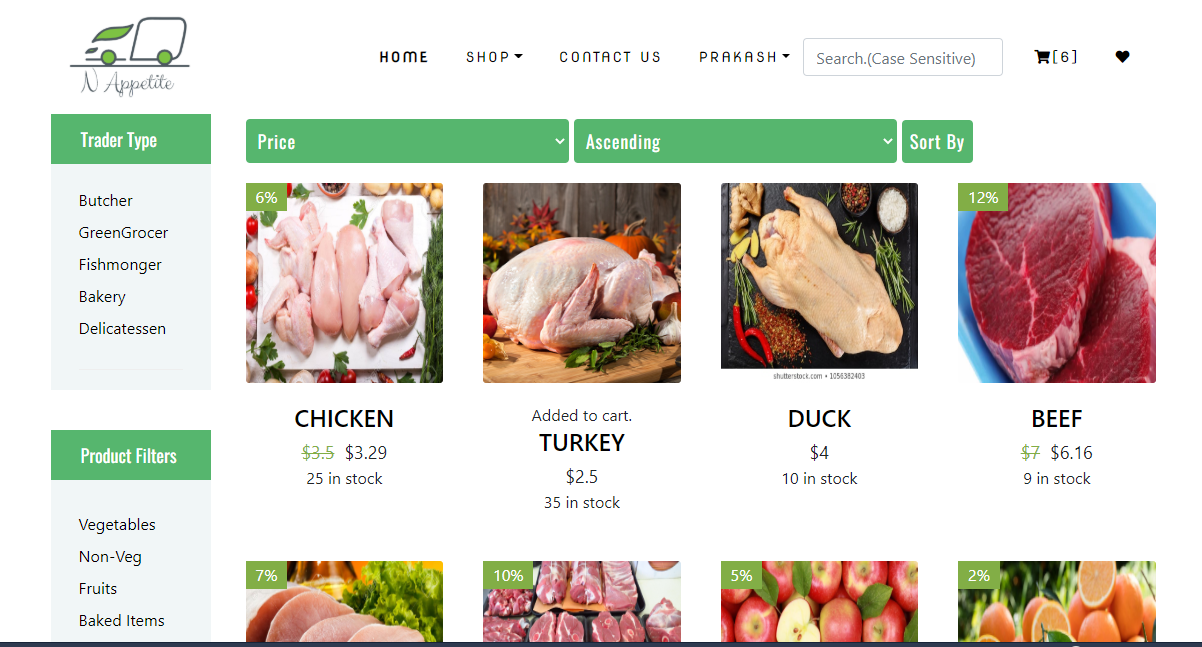 N Appetite
HOME
SHOP
CONTACT US
PRAKASH
Search.(Case Sensitive)
[6]
Trader Type
Butcher
GreenGrocer
Fishmonger
Bakery
Delicatessen
Product Filters
Vegetables
Non-Veg
Fruits
Baked Items
Price
Ascending
Sort By
6%
12%
shutterstock.com • 1056382403
CHICKEN
$3.5 $3.29
25 in stock
Added to cart.
TURKEY
$2.5
35 in stock
DUCK
$4
10 in stock
BEEF
$7 $6.16
9 in stock
7%
10%
5%
2%